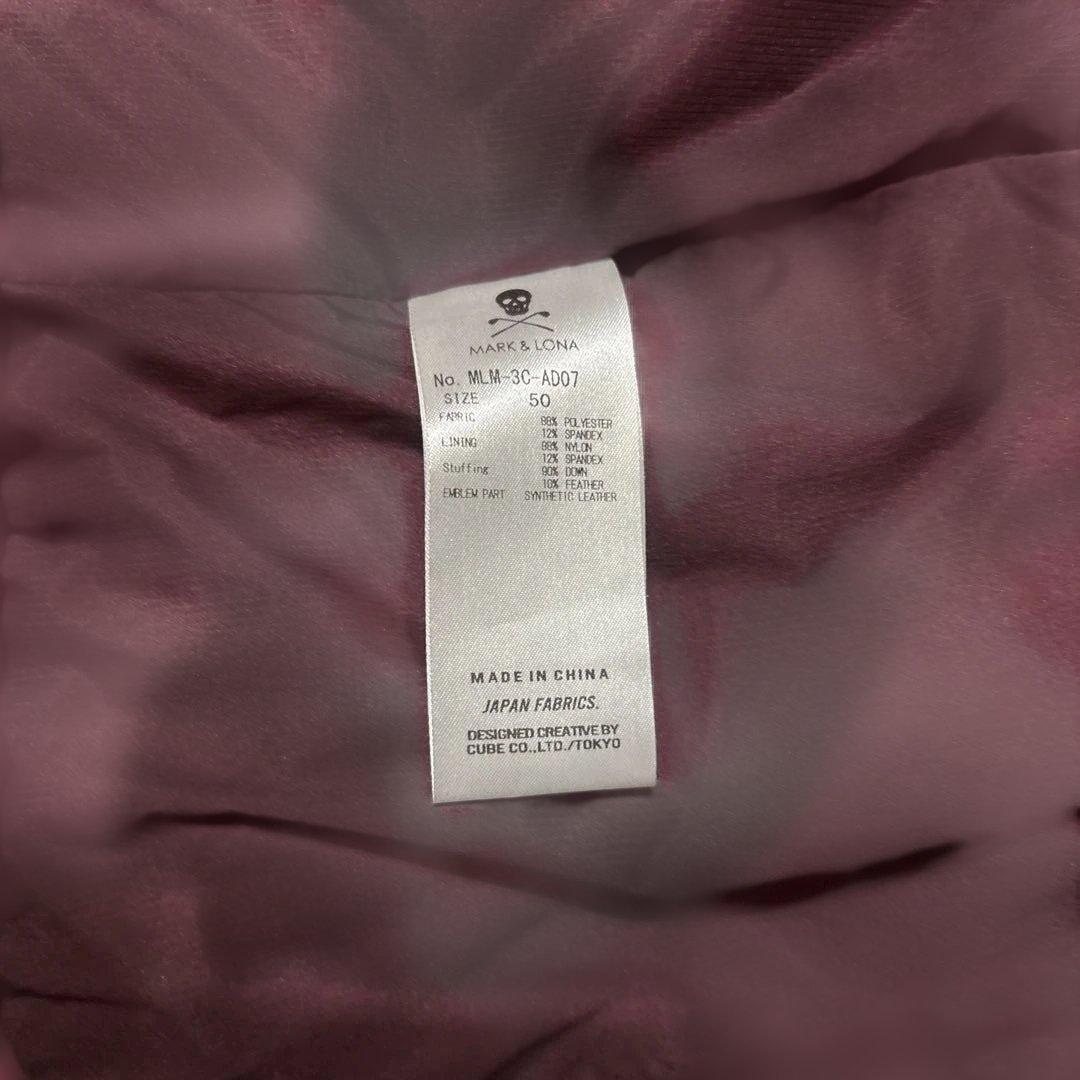 MARK & LONA
No. MLM-3C-AD07
SIZE 50
FABRIC 88% POLYESTER
12% SPANDEX
LINING 88% NYLON
12% SPANDEX
Stuffing 90% DOWN
10% FEATHER
EMBLEM PART SYNTHETIC LEATHER
MADE IN CHINA
JAPAN FABRICS.
DESIGNED CREATIVE BY
CUBE CO.,LTD./TOKYO